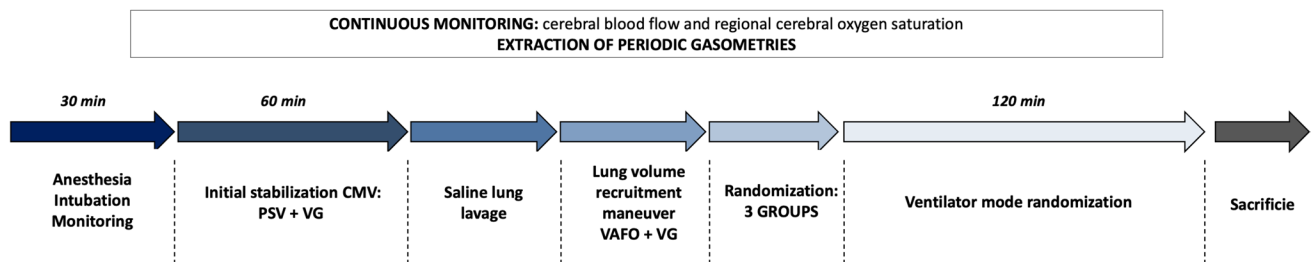 CONTINUOUS MONITORING: cerebral blood flow and regional cerebral oxygen saturation
EXTRACTION OF PERIODIC GASOMETRIES
30 min
60 min
120 min
Anesthesia
Intubation
Monitoring
Initial stabilization CMV:
PSV + VG
Saline lung
lavage
Lung volume
recruitment
maneuver
VAFO + VG
Randomization:
3 GROUPS
Ventilator mode randomization
Sacrificie